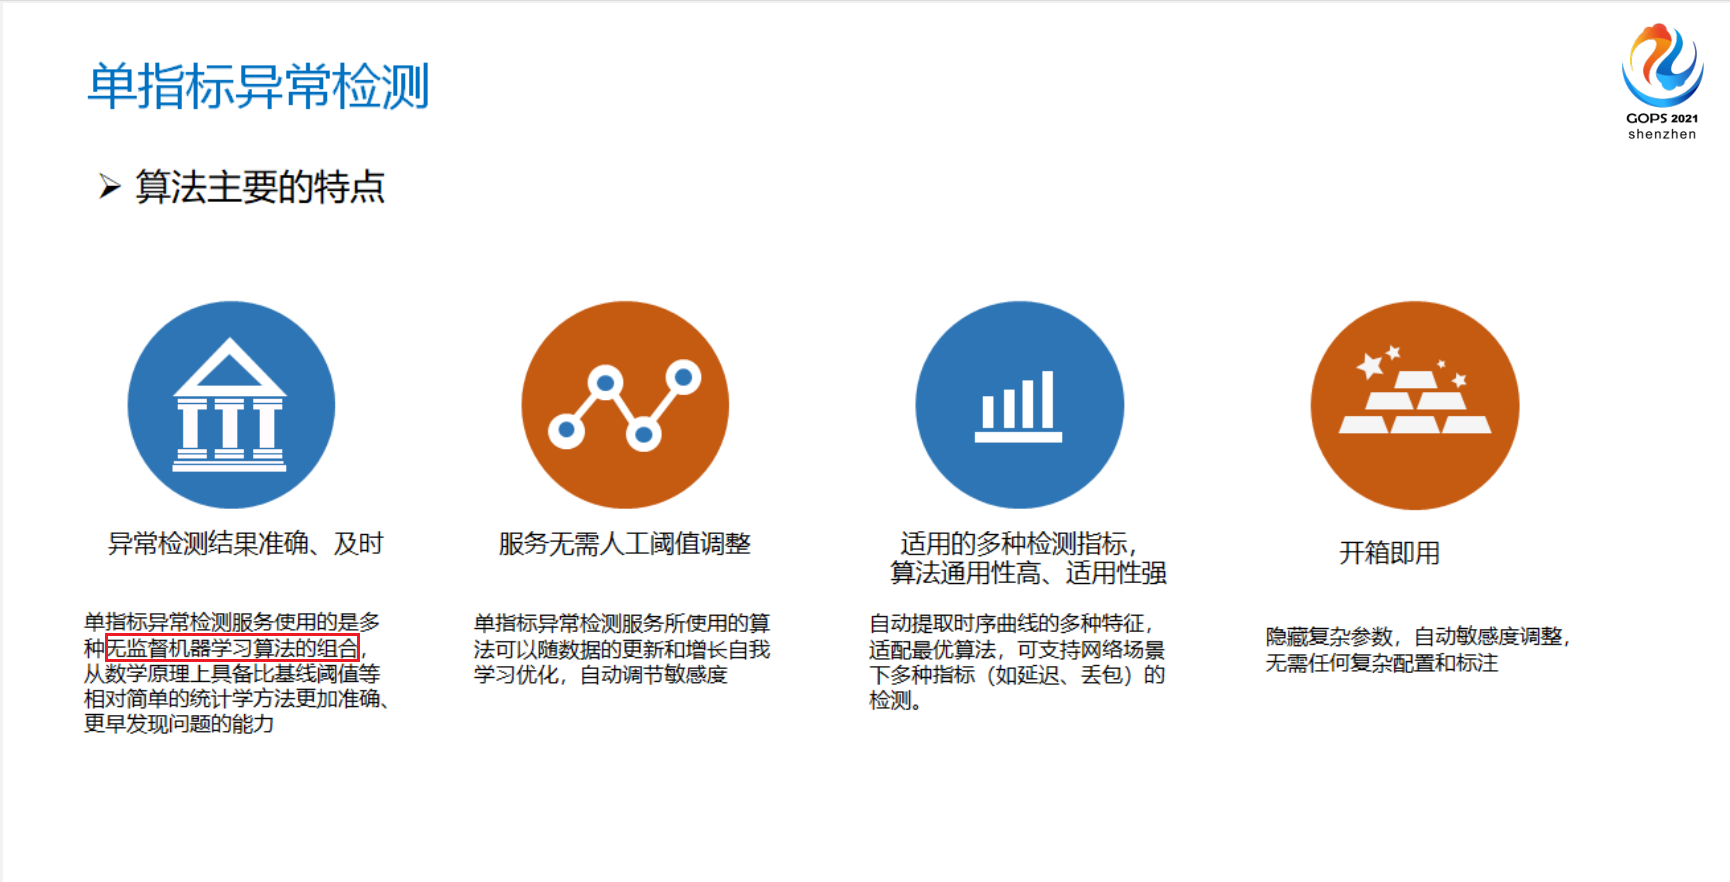 单指标异常检测
GOPS 2021
shenzhen
➢ 算法主要的特点
异常检测结果准确、及时
单指标异常检测服务使用的是多
种无监督机器学习算法的组合，
从数学原理上具备比基线阈值等
相对简单的统计学方法更加准确、
更早发现问题的能力
服务无需人工阈值调整
单指标异常检测服务所使用的算
法可以随数据的更新和增长自我
学习优化，自动调节敏感度
适用的多种检测指标，
算法通用性高、适用性强
自动提取时序曲线的多种特征，
适配最优算法，可支持网络场景
下多种指标（如延迟、丢包）的
检测。
开箱即用
隐藏复杂参数，自动敏感度调整，
无需任何复杂配置和标注